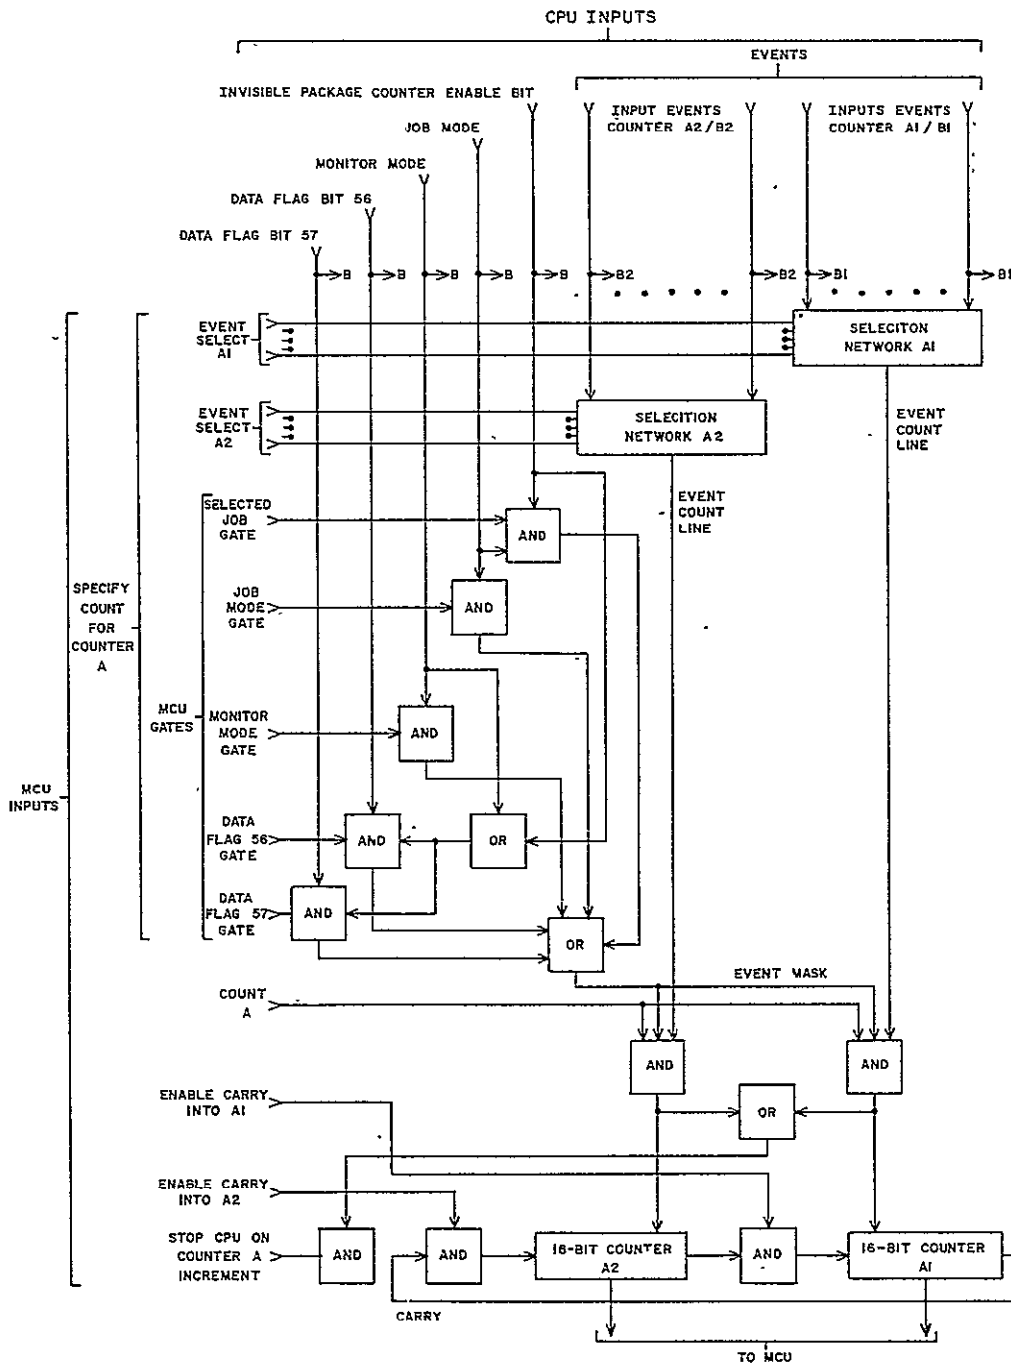 CPU INPUTS
EVENTS
INVISIBLE PACKAGE COUNTER ENABLE BIT
INPUT EVENTS
COUNTER A2/B2
INPUTS EVENTS
COUNTER A1/B1
JOB MODE
MONITOR MODE
DATA FLAG BIT 56
DATA FLAG BIT 57
B
B
B
B
B
B2
B2
B1
B1
EVENT
SELECT
A1
SELECITON
NETWORK A1
EVENT
SELECT
A2
SELECITION
NETWORK A2
EVENT
COUNT
LINE
EVENT
COUNT
LINE
SELECTED
JOB
GATE
AND
JOB
MODE
GATE
AND
SPECIFY
COUNT
FOR
COUNTER
A
MCU
GATES
MONITOR
MODE
GATE
AND
MCU
INPUTS
DATA
FLAG 56
GATE
AND
OR
DATA
FLAG 57
GATE
AND
OR
EVENT MASK
COUNT
A
AND
AND
ENABLE CARRY
INTO A1
OR
ENABLE CARRY
INTO A2
STOP CPU ON
COUNTER A
INCREMENT
AND
AND
16-BIT COUNTER
A2
AND
16-BIT COUNTER
A1
CARRY
TO MCU